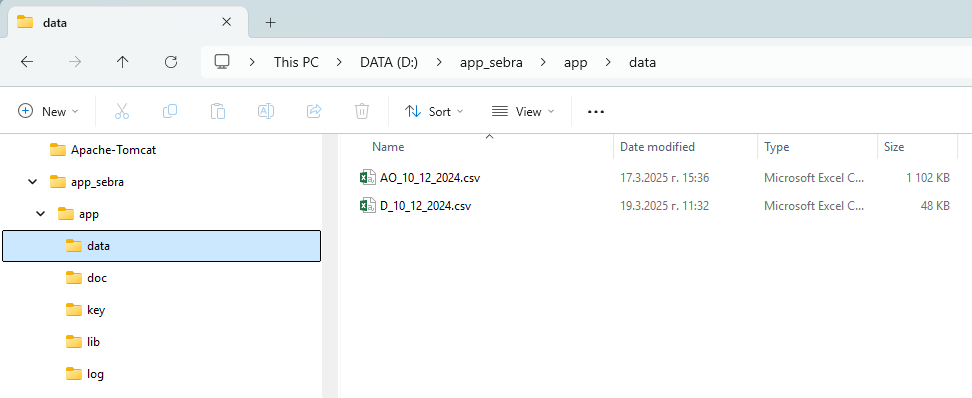 data
This PC > DATA (D:) > app_sebra > app > data
New Sort View
Apache-Tomcat
app_sebra
app
data
doc
key
lib
log
Name Date modified Type Size
AO_10_12_2024.csv 17.3.2025 г. 15:36 Microsoft Excel C... 1 102 KB
D_10_12_2024.csv 19.3.2025 г. 11:32 Microsoft Excel C... 48 KB